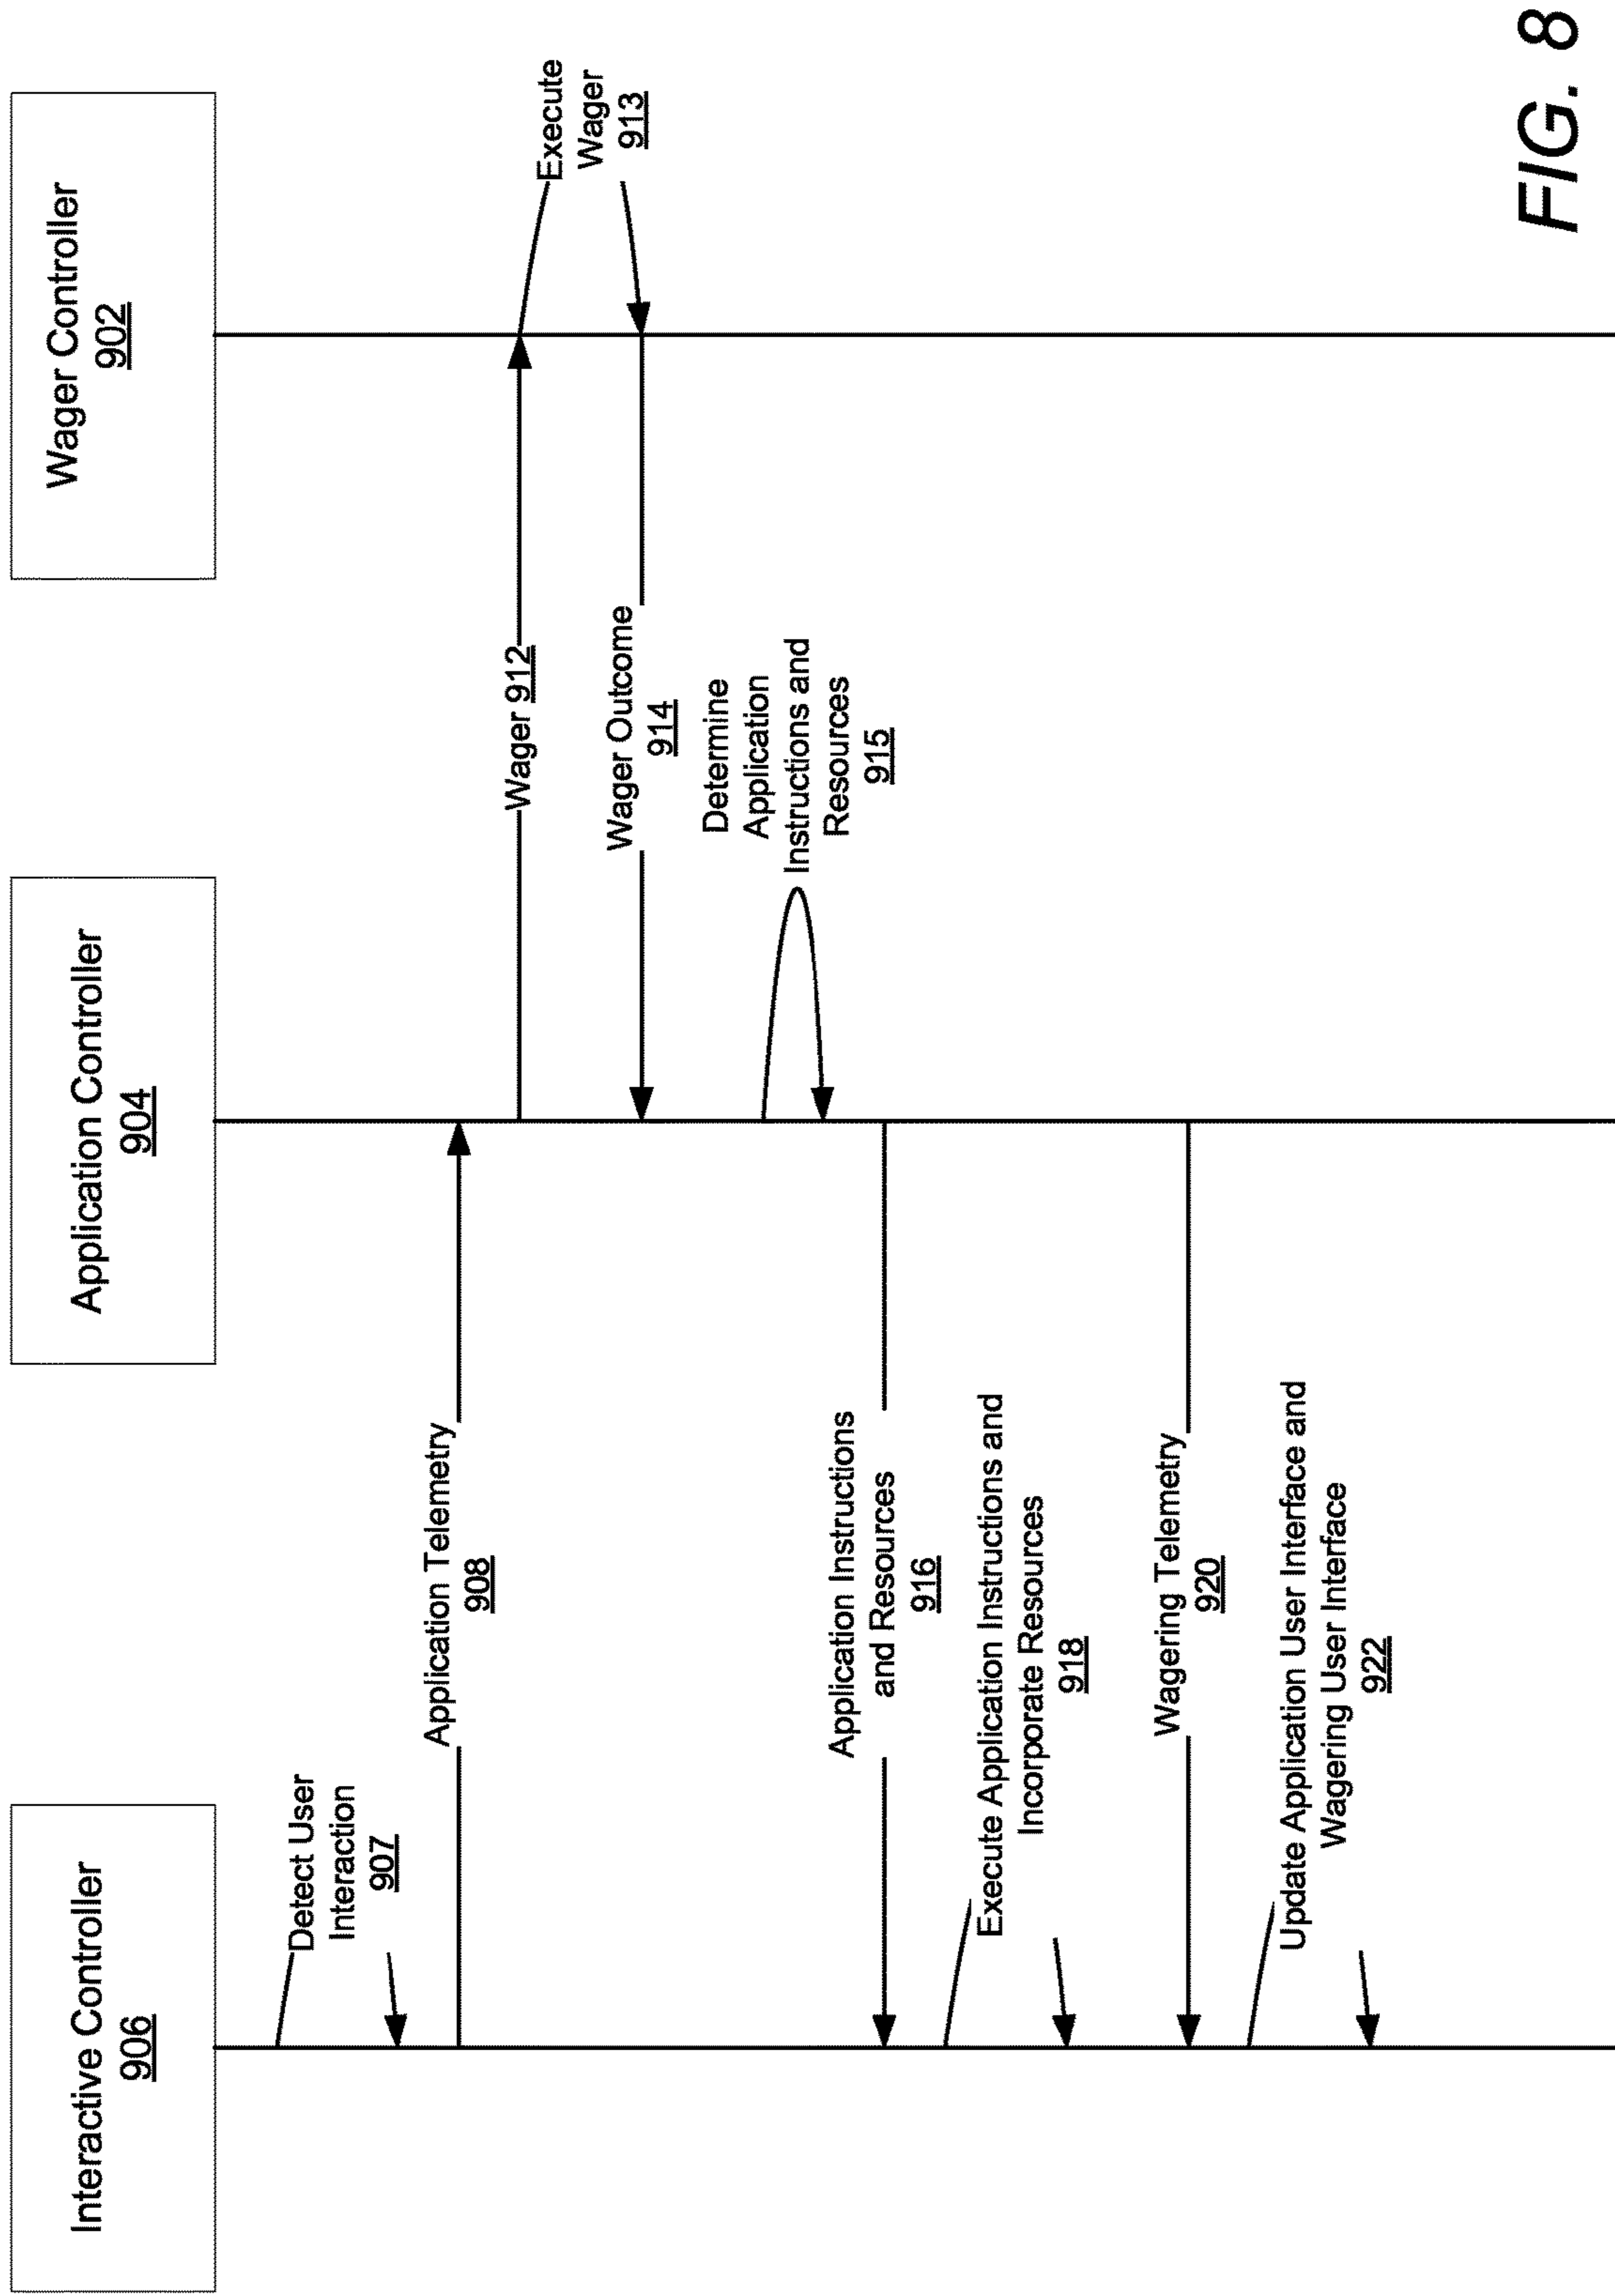 Interactive Controller
906
Application Controller
904
Wager Controller
902
Detect User
Interaction
907
Application Telemetry
908
Wager 912
Execute
Wager
913
Wager Outcome
914
Determine
Application
Instructions and
Resources
915
Application Instructions
and Resources
916
Execute Application Instructions and
Incorporate Resources
918
Wagering Telemetry
920
Update Application User Interface and
Wagering User Interface
922
FIG. 8